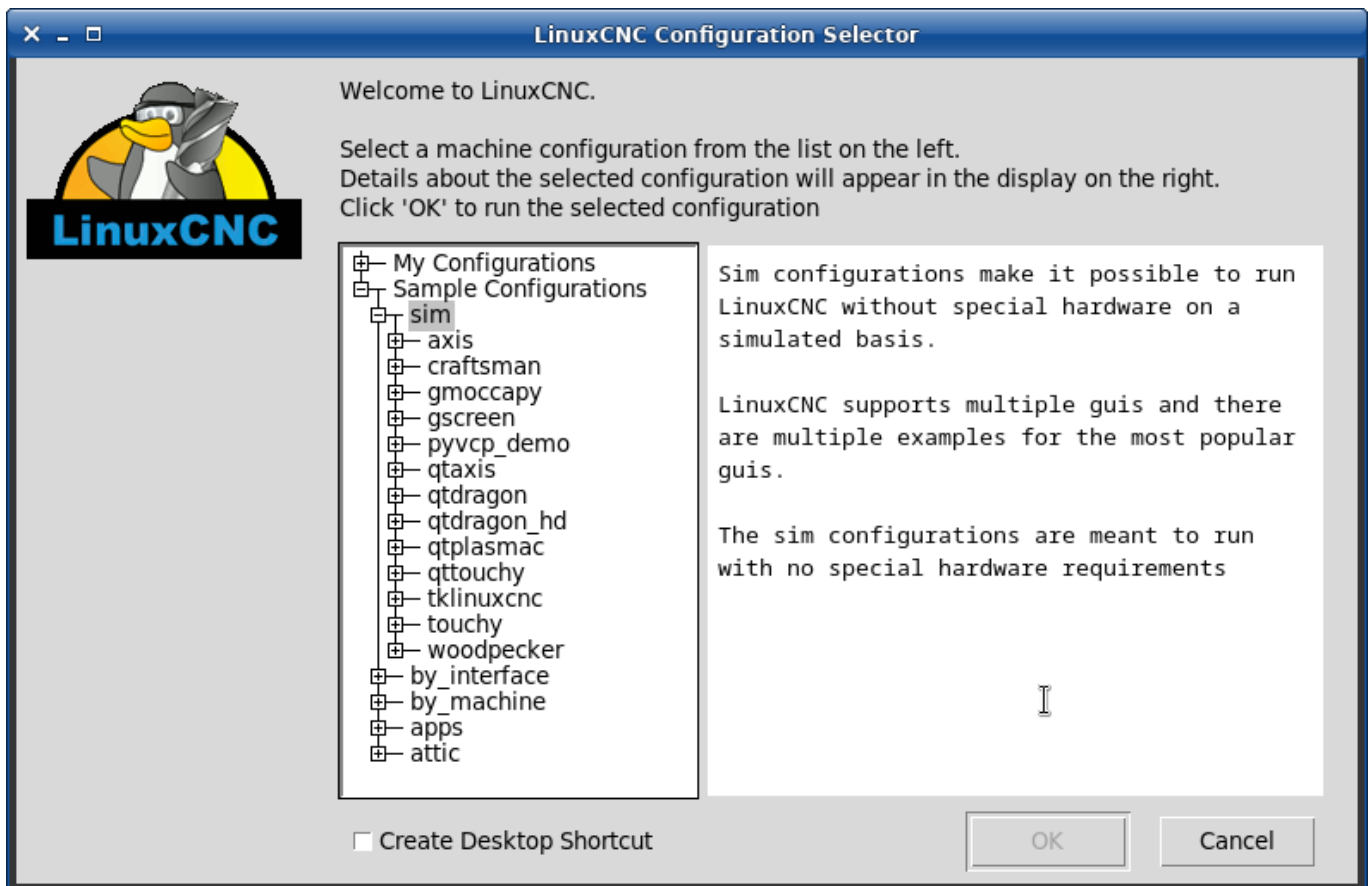 LinuxCNC Configuration Selector
LinuxCNC
Welcome to LinuxCNC.
Select a machine configuration from the list on the left.
Details about the selected configuration will appear in the display on the right.
Click 'OK' to run the selected configuration
My Configurations
Sample Configurations
sim
axis
craftsman
gmoccapy
gscreen
pyvcp_demo
qtaxis
qtdragon
qtdragon_hd
qtplasmac
qttouchy
tklinuxcnc
touchy
woodpecker
by_interface
by_machine
apps
attic
Sim configurations make it possible to run
LinuxCNC without special hardware on a
simulated basis.
LinuxCNC supports multiple guis and there
are multiple examples for the most popular
guis.
The sim configurations are meant to run
with no special hardware requirements
Create Desktop Shortcut
OK
Cancel